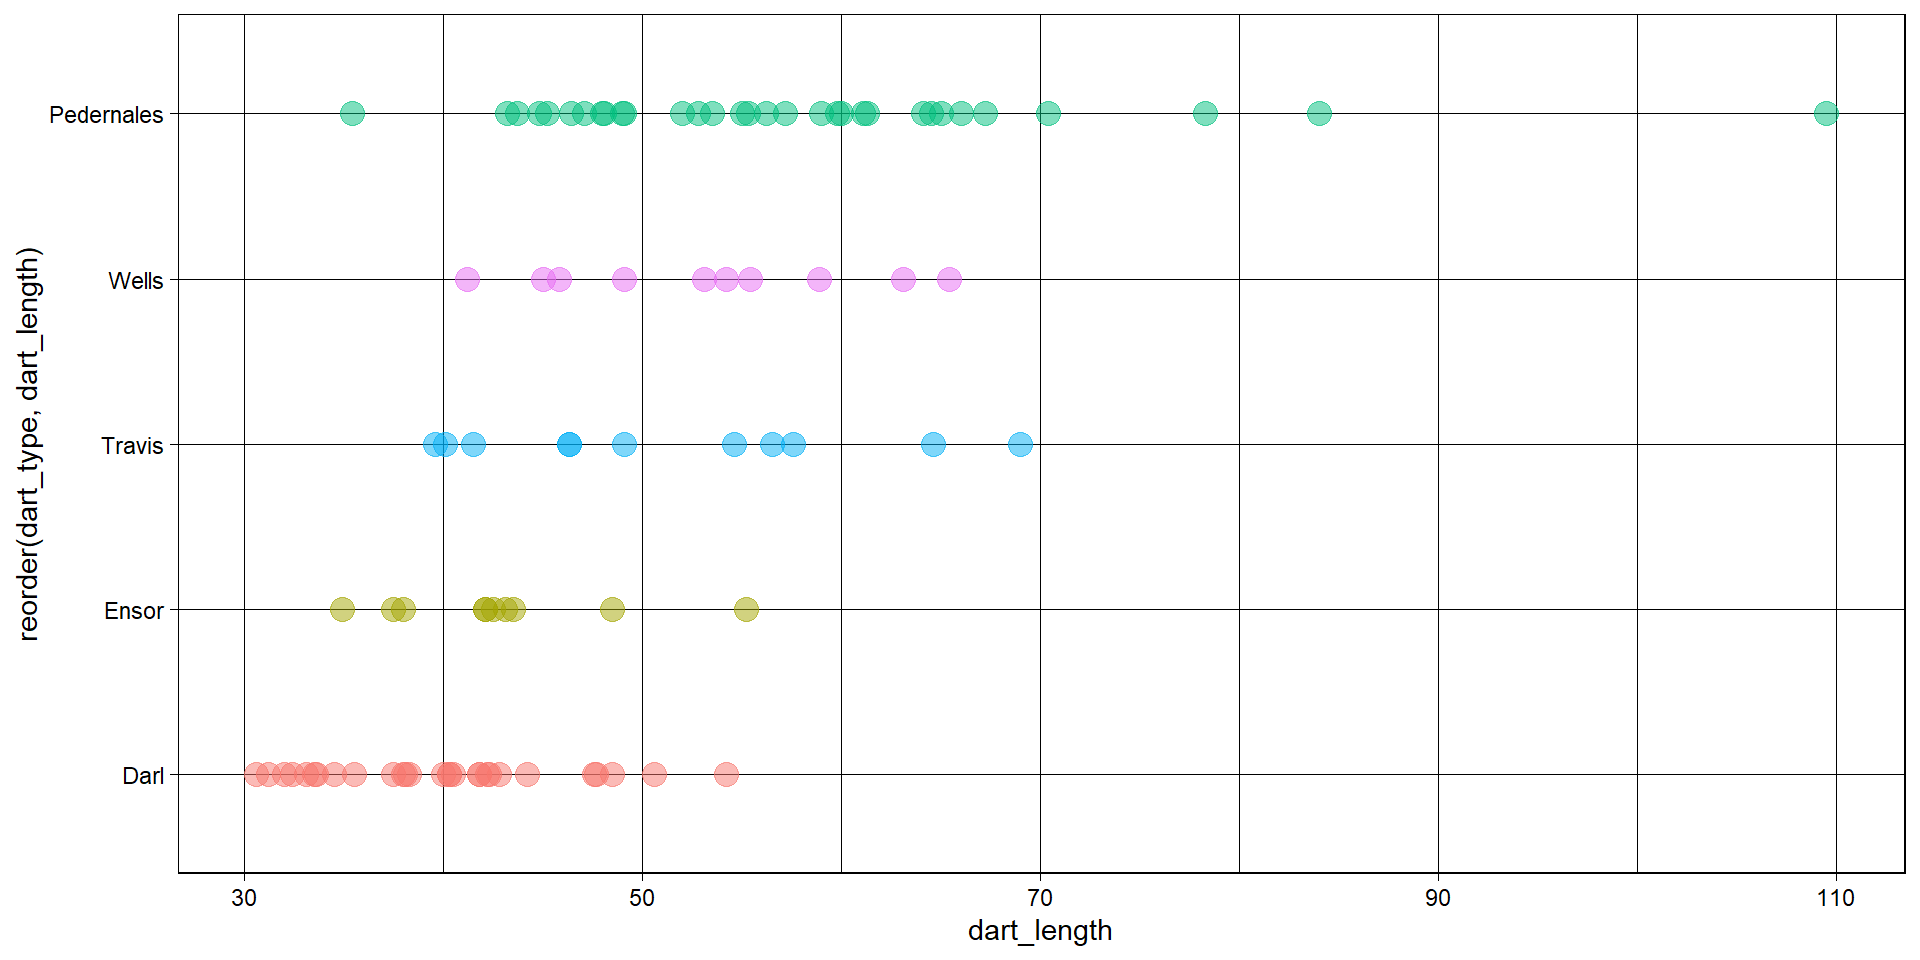 reorder(dart_type, dart_length)
Pedernales
Wells
Travis
Ensor
Darl
30 50 70 90 110
dart_length